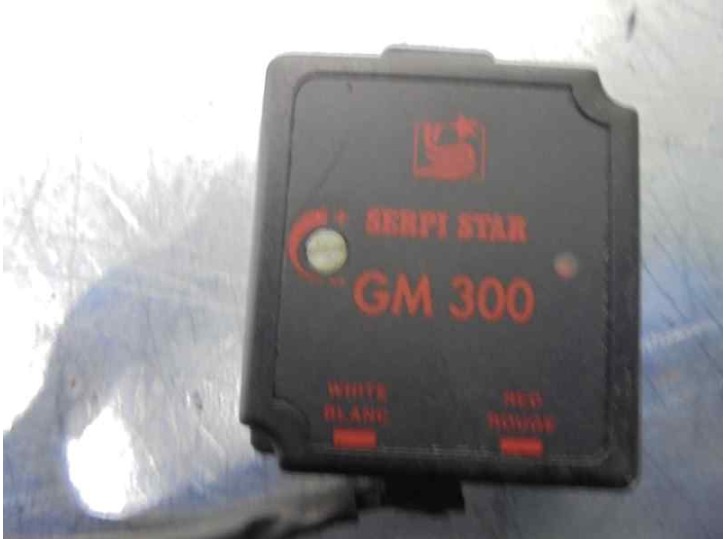 +
SERPI STAR
-
GM 300
WHITE RED
BLANC ROUGE